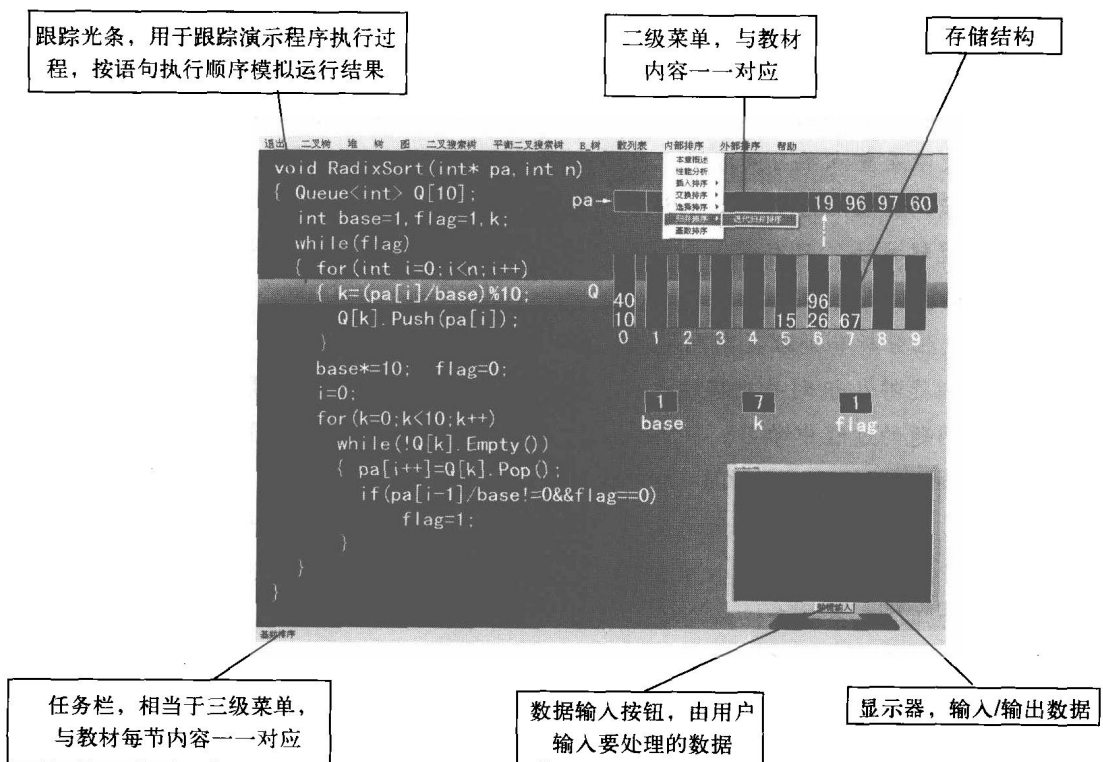 跟踪光条，用于跟踪演示程序执行过
程，按语句执行顺序模拟运行结果
二级菜单，与教材
内容一一对应
存储结构
退出 二叉树 堆 树 图 二叉搜索树 平衡二叉搜索树 B_树 散列表 内部排序 外部排序 帮助
本章概述
性能分析
插入排序
交换排序
选择排序
归并排序 迭代归并排序
基数排序
void RadixSort(int* pa,int n)
{ Queue<int> Q[10];
int base=1,flag=1,k;
while(flag)
{ for(int i=0;i<n;i++)
{ k=(pa[i]/base)%10;
Q[k].Push(pa[i]);
}
base*=10; flag=0;
i=0;
for(k=0;k<10;k++)
while(!Q[k].Empty())
{ pa[i++]=Q[k].Pop();
if(pa[i-1]/base!=0&&flag==0)
flag=1;
}
}
}
pa→ 19 96 97 60
Q
40 96
10 15 26 67
0 1 2 3 4 5 6 7 8 9
1 7 1
base k flag
数据输入
基数排序
任务栏，相当于三级菜单，
与教材每节内容一一对应
数据输入按钮，由用户
输入要处理的数据
显示器，输入/输出数据